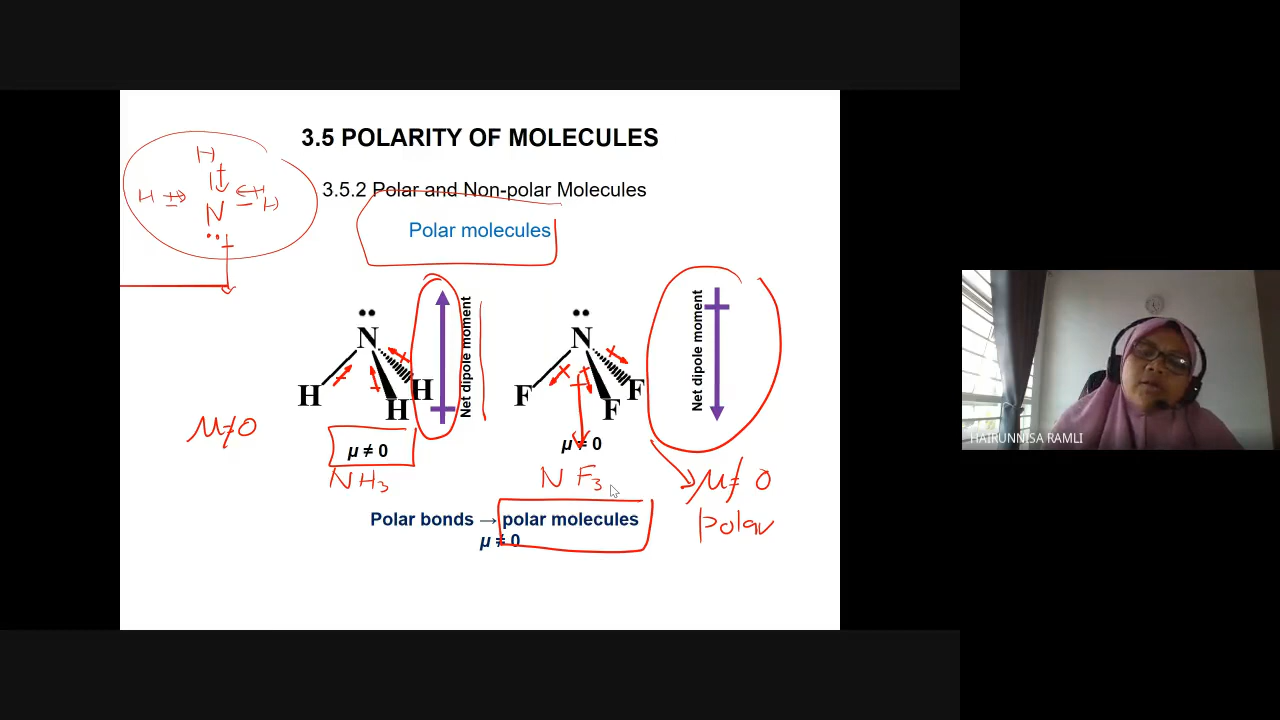 3.5 POLARITY OF MOLECULES
3.5.2 Polar and Non-polar Molecules
Polar molecules
H
H
H
N
N
H
H
H
Net dipole moment
N
F
F
F
Net dipole moment
μ ≠ 0
μ ≠ 0
μ ≠ 0
NH3
NF3
μ ≠ 0
polar
Polar bonds → polar molecules
μ ≠ 0
HAIRUNNISA RAMLI